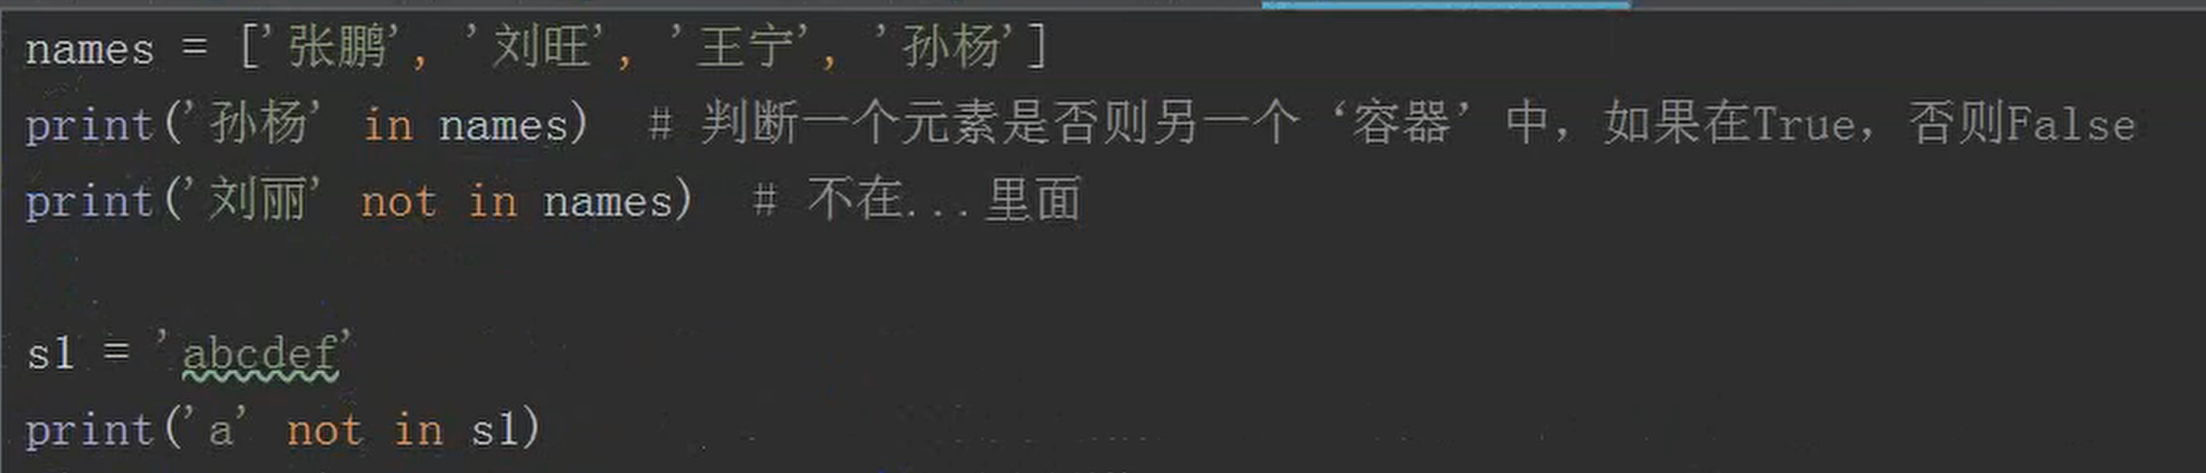 names = ['张鹏', '刘旺', '王宁', '孙杨']
print('孙杨' in names)  # 判断一个元素是否则另一个‘容器’中，如果在True，否则False
print('刘丽' not in names)  # 不在...里面
s1 = 'abcdef'
print('a' not in s1)